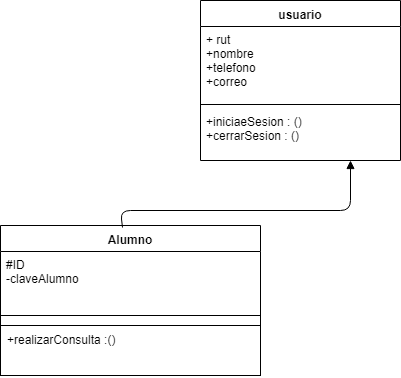 usuario
+ rut
+nombre
+telefono
+correo
+iniciaeSesion : ()
+cerrarSesion : ()
Alumno
#ID
-claveAlumno
+realizarConsulta :()